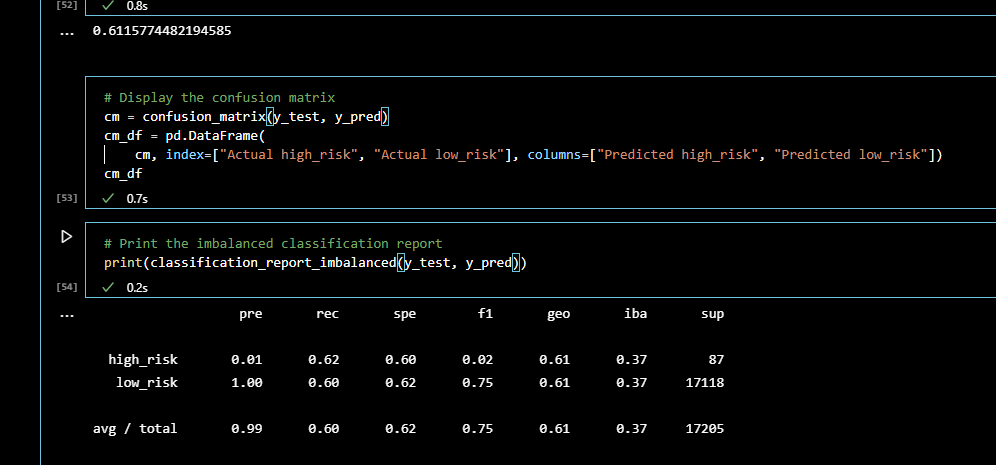 [52] ✓ 0.8s
... 0.6115774482194585
# Display the confusion matrix
cm = confusion_matrix(y_test, y_pred)
cm_df = pd.DataFrame(
    cm, index=["Actual high_risk", "Actual low_risk"], columns=["Predicted high_risk", "Predicted low_risk"])
cm_df
[53] ✓ 0.7s
# Print the imbalanced classification report
print(classification_report_imbalanced(y_test, y_pred))
[54] ✓ 0.2s
... pre rec spe f1 geo iba sup
high_risk 0.01 0.62 0.60 0.02 0.61 0.37 87
low_risk 1.00 0.60 0.62 0.75 0.61 0.37 17118
avg / total 0.99 0.60 0.62 0.75 0.61 0.37 17205